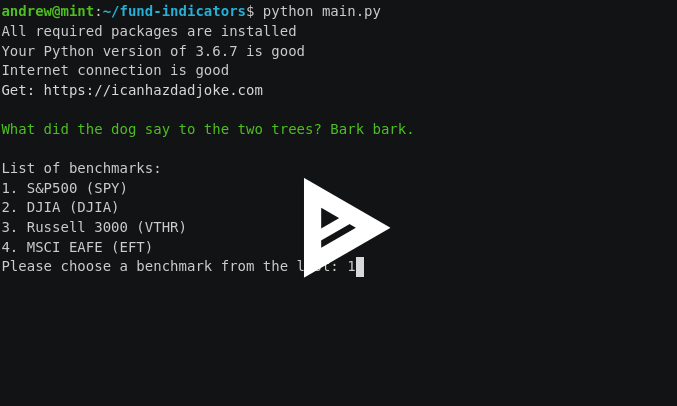 andrew@mint:~/fund-indicators$ python main.py
All required packages are installed
Your Python version of 3.6.7 is good
Internet connection is good
Get: https://icanhazdadjoke.com
What did the dog say to the two trees? Bark bark.
List of benchmarks:
1. S&P500 (SPY)
2. DJIA (DJIA)
3. Russell 3000 (VTHR)
4. MSCI EAFE (EFT)
Please choose a benchmark from the list: 1